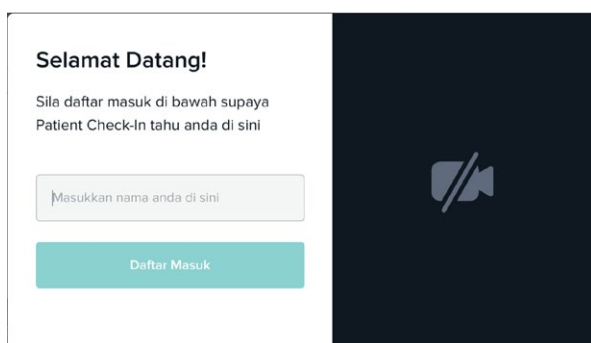 Selamat Datang!
Sila daftar masuk di bawah supaya
Patient Check-In tahu anda di sini
Masukkan nama anda di sini
Daftar Masuk